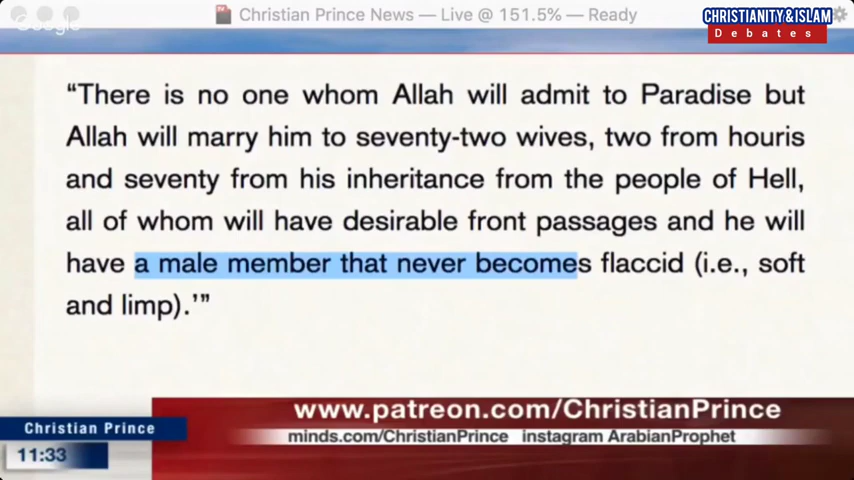 Christian Prince News — Live @ 151.5% — Ready
Google
CHRISTIANITY & ISLAM
Debates
“There is no one whom Allah will admit to Paradise but
Allah will marry him to seventy-two wives, two from houris
and seventy from his inheritance from the people of Hell,
all of whom will have desirable front passages and he will
have a male member that never becomes flaccid (i.e., soft
and limp).’”
www.patreon.com/ChristianPrince
Christian Prince
minds.com/ChristianPrince instagram ArabianProphet
11:33